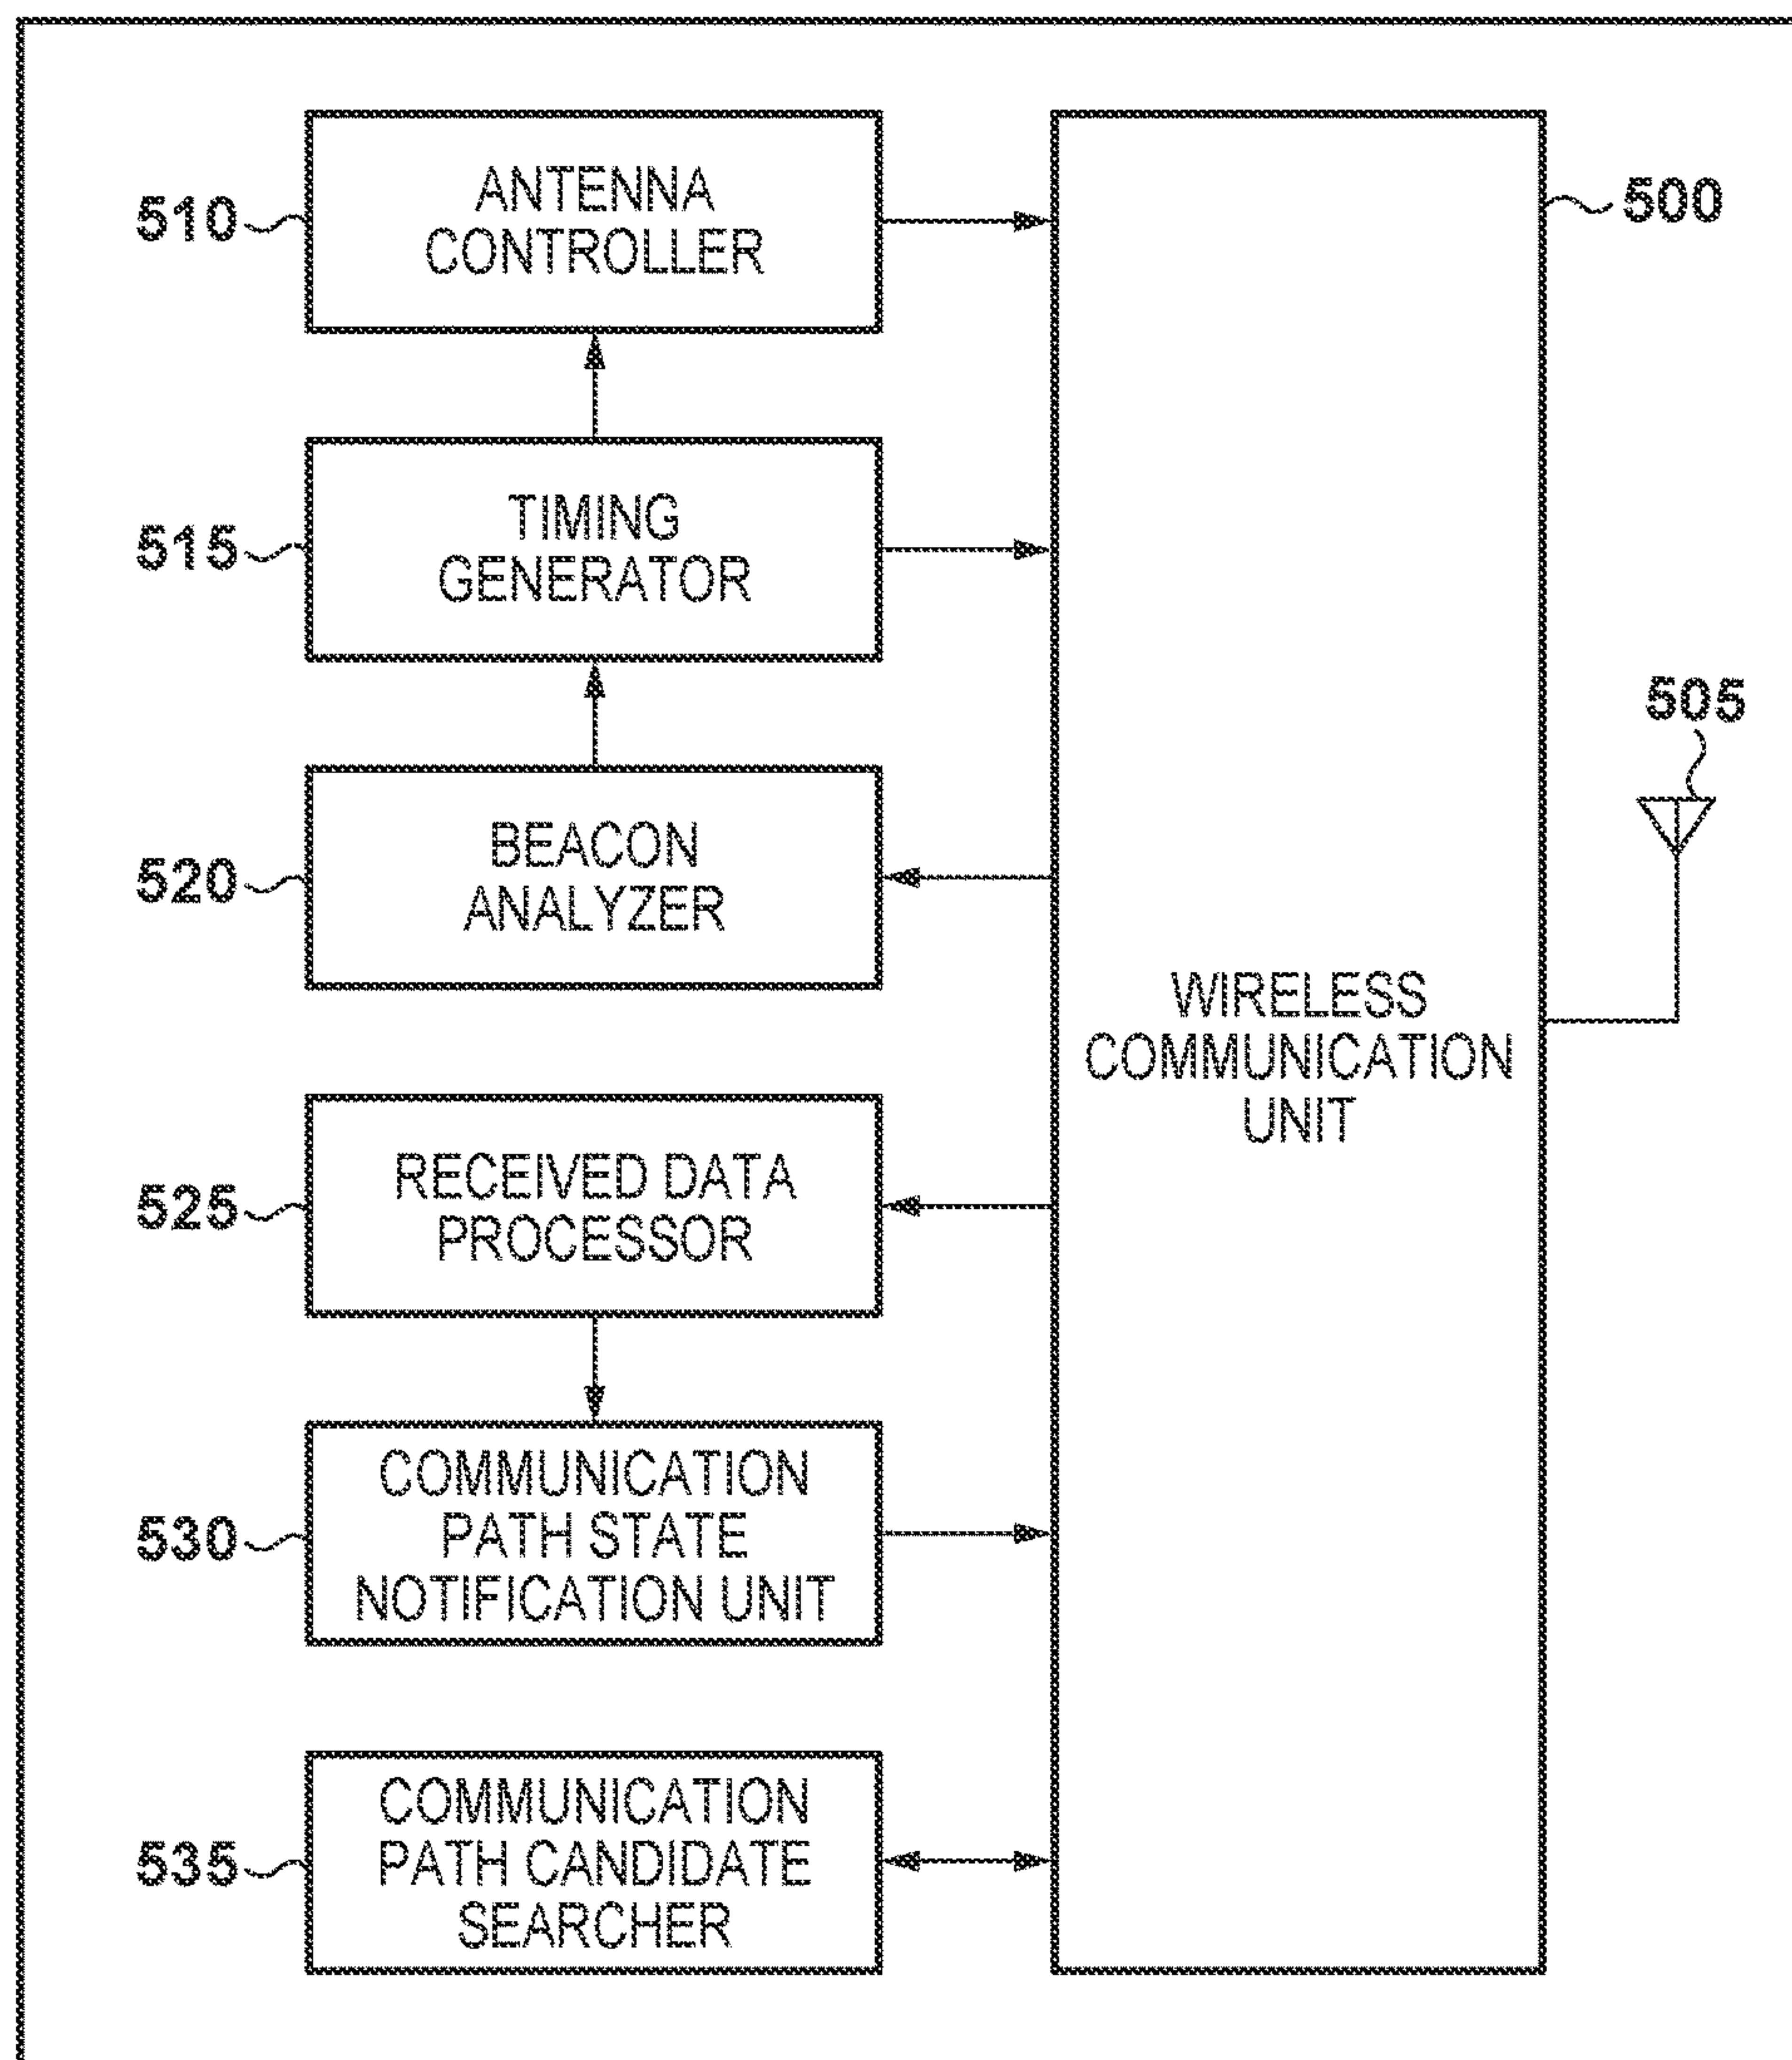 510
ANTENNA
CONTROLLER
500
515
TIMING
GENERATOR
505
520
BEACON
ANALYZER
WIRELESS
COMMUNICATION
UNIT
525
RECEIVED DATA
PROCESSOR
530
COMMUNICATION
PATH STATE
NOTIFICATION UNIT
535
COMMUNICATION
PATH CANDIDATE
SEARCHER